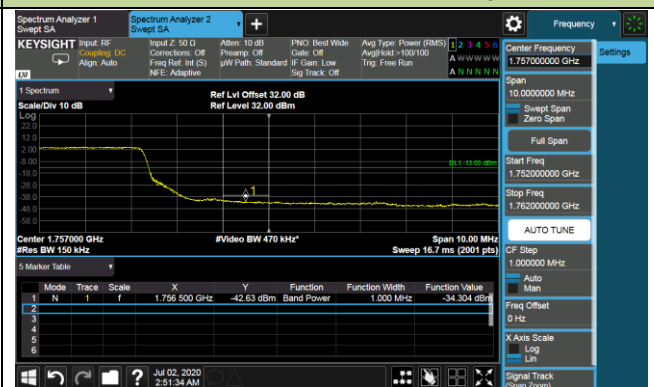 Spectrum Analyzer 1
Swept SA
Spectrum Analyzer 2
Swept SA
Frequency
KEYSIGHT
Input: RF
Coupling: DC
Align: Auto
Input Z: 50 Ω
Corrections: Off
Freq Ref: Int (S)
NFE: Adaptive
Atten: 10 dB
Preamp: Off
µW Path: Standard
PNO: Best Wide
Gate: Off
IF Gain: Low
Sig Track: Off
Avg Type: Power (RMS)
Avg|Hold:>100/100
Trig: Free Run
1 2 3 4 5 6
A W W W W W
A N N N N N
LXI
1 Spectrum
Scale/Div 10 dB
Ref Lvl Offset 32.00 dB
Ref Level 32.00 dBm
Log
22.0
12.0
2.00
-8.00
-18.0
-28.0
-38.0
-48.0
-58.0
DL1 -13.00 dBm
1
Center 1.757000 GHz
#Res BW 150 kHz
#Video BW 470 kHz*
Span 10.00 MHz
Sweep 16.7 ms (2001 pts)
5 Marker Table
Mode Trace Scale X Y Function Function Width Function Value
1 N 1 f 1.756 500 GHz -42.63 dBm Band Power 1.000 MHz -34.304 dBm
2
3
4
5
6
Jul 02, 2020
2:51:34 AM
Center Frequency
1.757000000 GHz
Settings
Span
10.0000000 MHz
Swept Span
Zero Span
Full Span
Start Freq
1.752000000 GHz
Stop Freq
1.762000000 GHz
AUTO TUNE
CF Step
1.000000 MHz
Auto
Man
Freq Offset
0 Hz
X Axis Scale
Log
Lin
Signal Track
(Span Zoom)